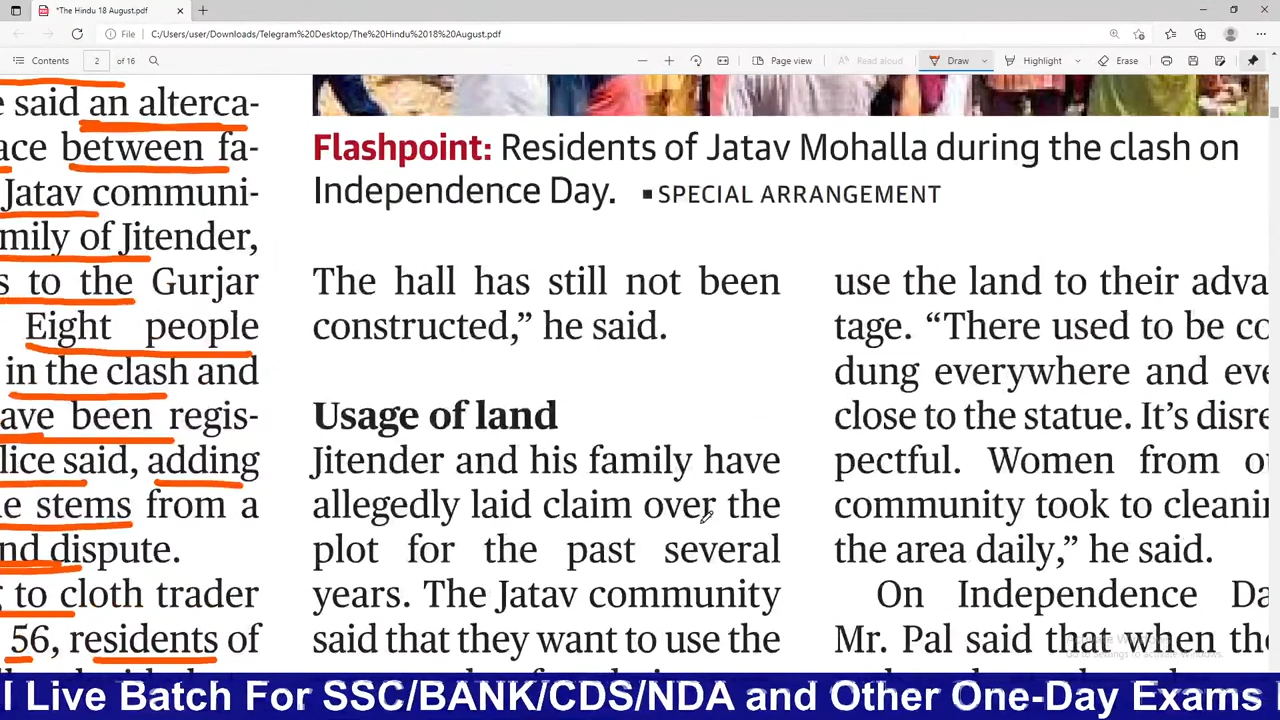 *The Hindu 18 August.pdf
File C:/Users/user/Downloads/Telegram%20Desktop/The%20Hindu%2018%20August.pdf
Contents 2 of 16 Page view Read aloud Draw Highlight Erase
Flashpoint: Residents of Jatav Mohalla during the clash on
Independence Day. ■ SPECIAL ARRANGEMENT
e said an alterca-
ace between fa-
Jatav communi-
mily of Jitender,
s to the Gurjar
Eight people
in the clash and
ave been regis-
lice said, adding
e stems from a
nd dispute.
g to cloth trader
56, residents of
The hall has still not been
constructed,” he said.
Usage of land
Jitender and his family have
allegedly laid claim over the
plot for the past several
years. The Jatav community
said that they want to use the
use the land to their adva
tage. “There used to be co
dung everywhere and eve
close to the statue. It’s disre
pectful. Women from o
community took to cleani
the area daily,” he said.
On Independence Da
Mr. Pal said that when the
Go to Settings to Activate Windows.
l Live Batch For SSC/BANK/CDS/NDA and Other One-Day Exams